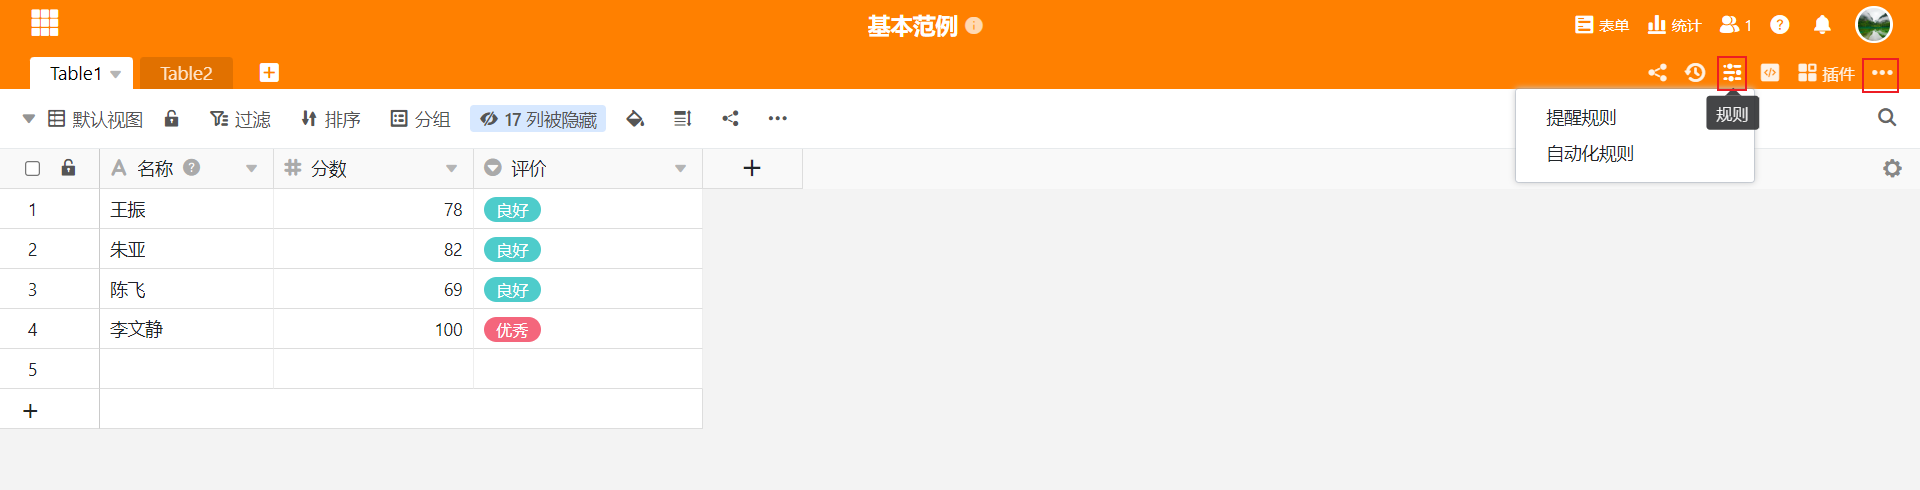 基本范例
表单 统计 1
Table1 Table2
插件
默认视图 过滤 排序 分组 17 列被隐藏
规则
提醒规则
自动化规则
名称 分数 评价
1 王振 78 良好
2 朱亚 82 良好
3 陈飞 69 良好
4 李文静 100 优秀
5